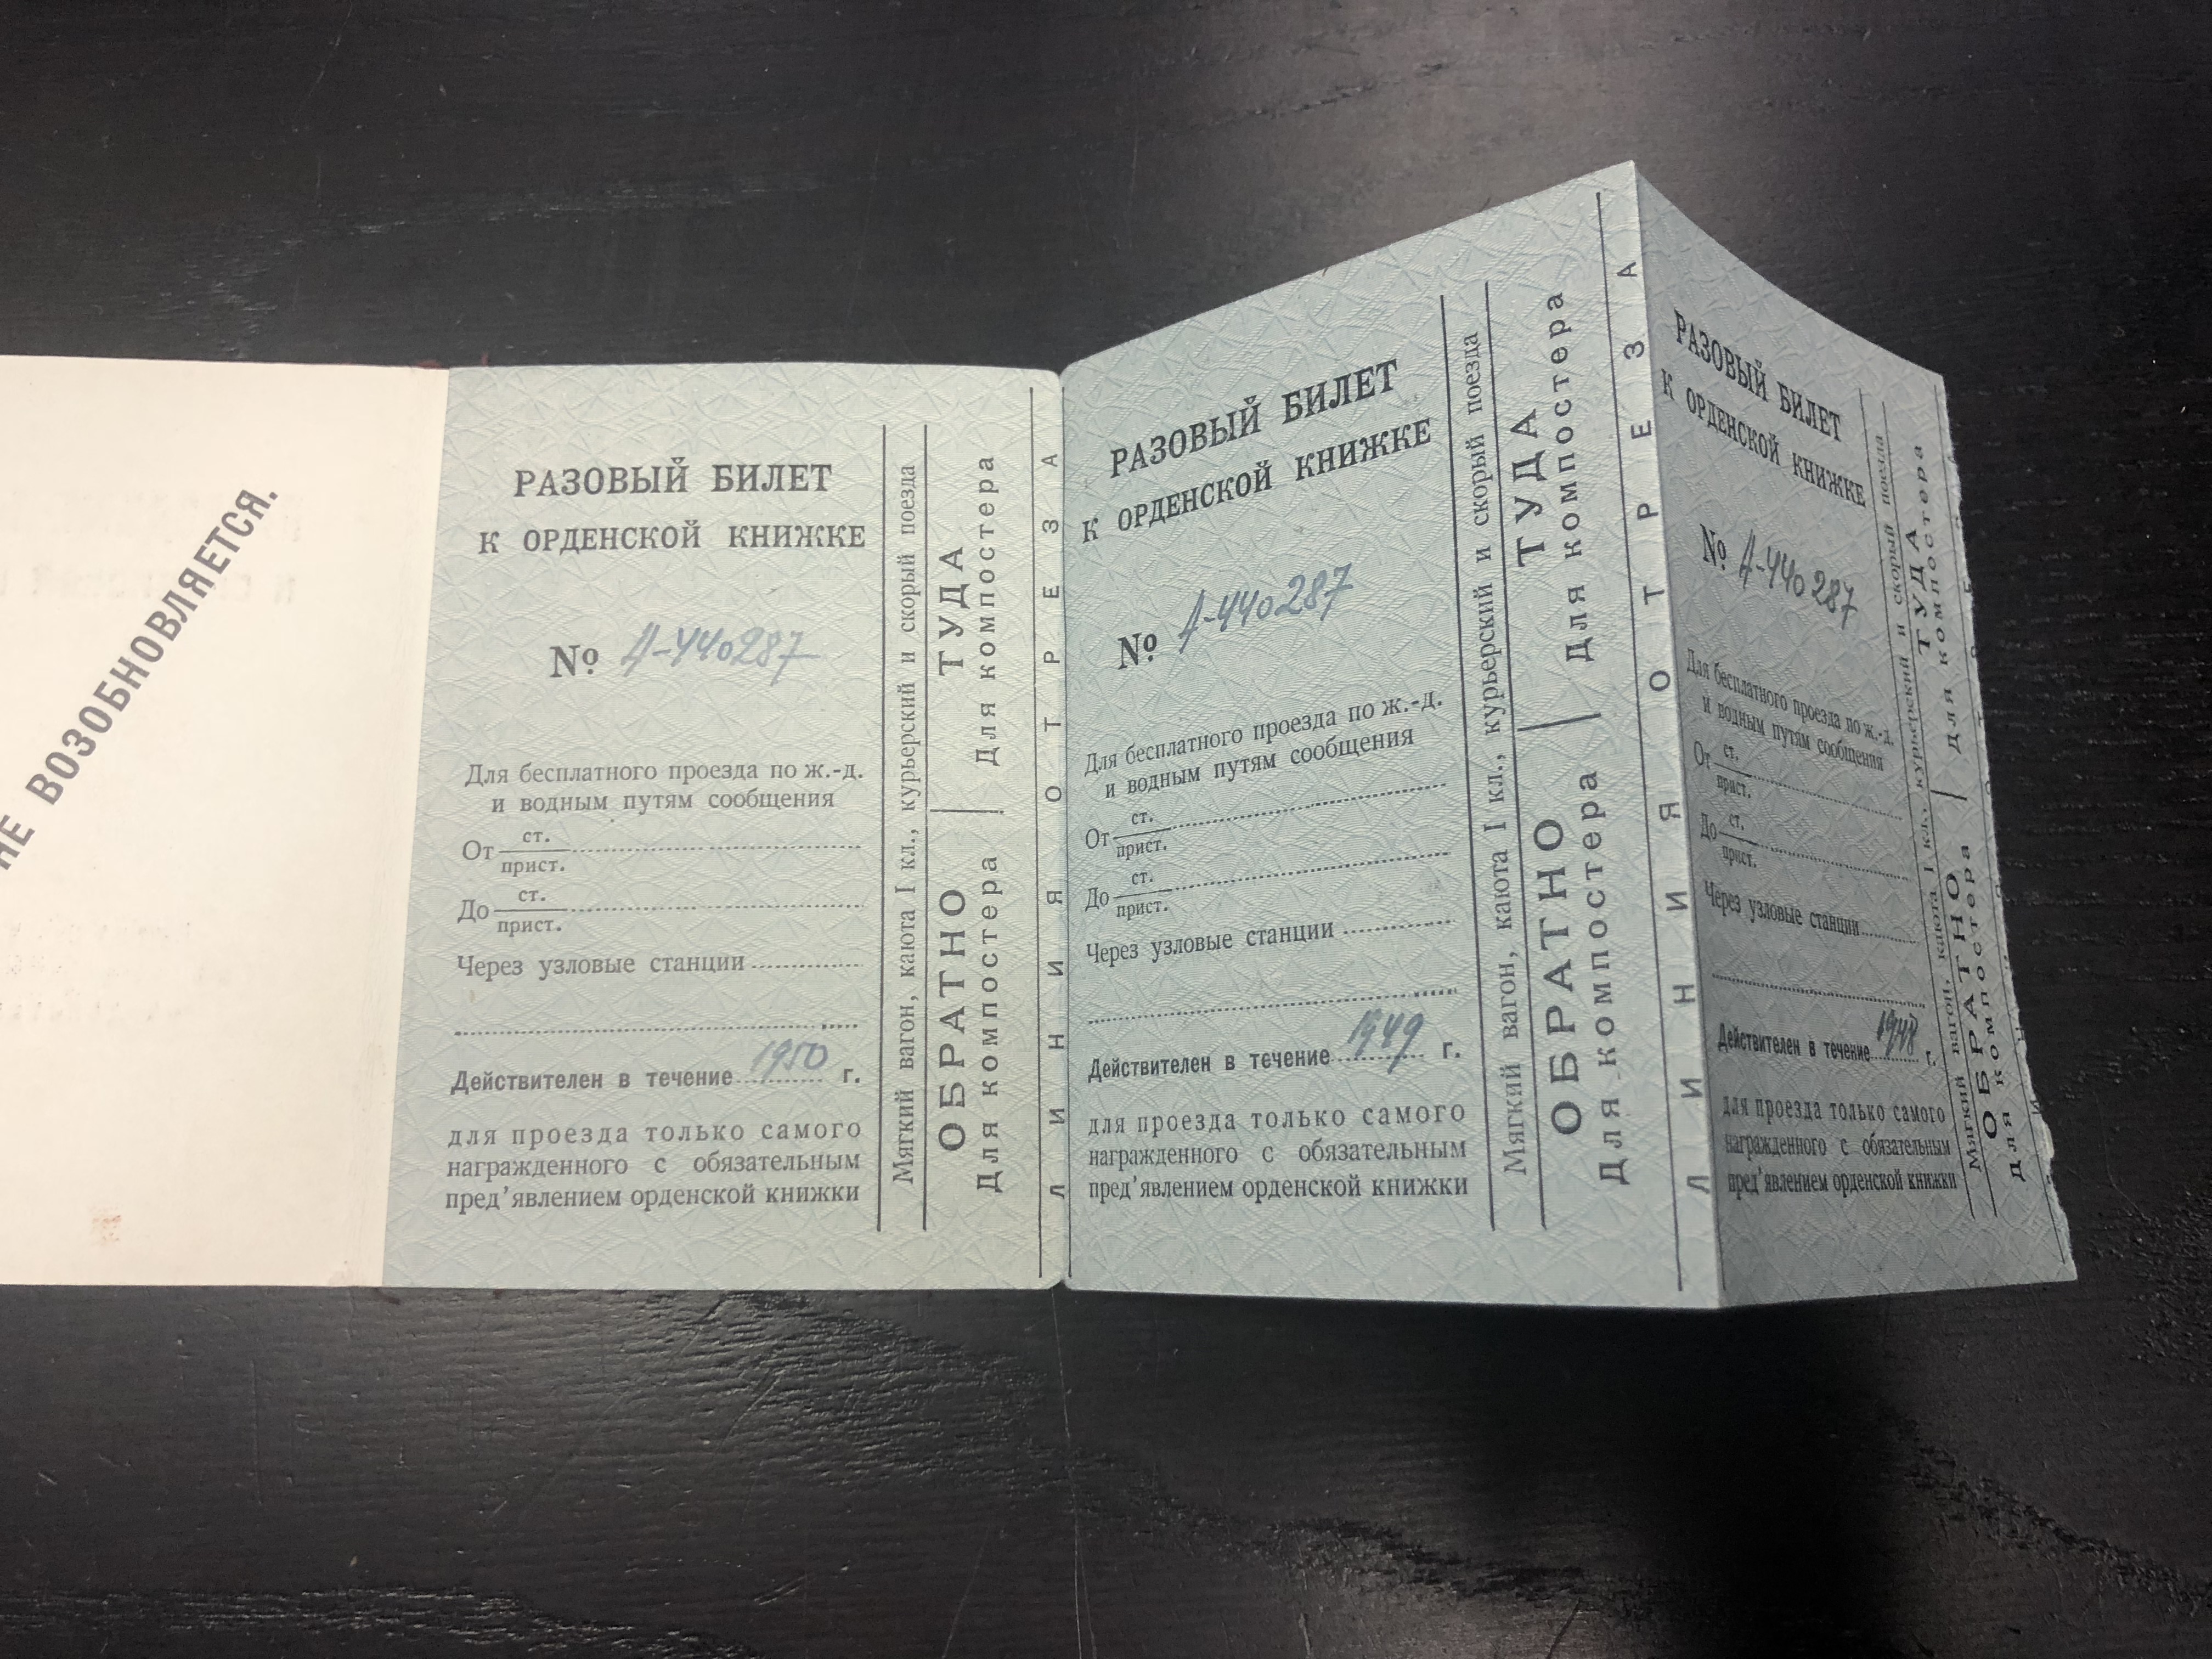 НЕ ВОЗОБНОВЛЯЕТСЯ.
РАЗОВЫЙ БИЛЕТ
К ОРДЕНСКОЙ КНИЖКЕ
№ А-440287
Для бесплатного проезда по ж.-д.
и водным путям сообщения
От ст.
прист.
До ст.
прист.
Через узловые станции
Действителен в течение 1950 г.
для проезда только самого
награжденного с обязательным
пред'явлением орденской книжки
Мягкий вагон, каюта I кл., курьерский и скорый поезда
ОБРАТНО
Для компостера
ТУДА
Для компостера
ЛИНИЯ ОТРЕЗА
РАЗОВЫЙ БИЛЕТ
К ОРДЕНСКОЙ КНИЖКЕ
№ А-440287
Для бесплатного проезда по ж.-д.
и водным путям сообщения
От ст.
прист.
До ст.
прист.
Через узловые станции
Действителен в течение 1949 г.
для проезда только самого
награжденного с обязательным
пред'явлением орденской книжки
Мягкий вагон, каюта I кл., курьерский и скорый поезда
ОБРАТНО
Для компостера
ТУДА
Для компостера
ЛИНИЯ ОТРЕЗА
РАЗОВЫЙ БИЛЕТ
К ОРДЕНСКОЙ КНИЖКЕ
№ А-440287
Для бесплатного проезда по ж.-д.
и водным путям сообщения
От ст.
прист.
До ст.
прист.
Через узловые станции
Действителен в течение 1948 г.
для проезда только самого
награжденного с обязательным
пред'явлением орденской книжки
Мягкий вагон, каюта I кл., курьерский и скорый поезда
ОБРАТНО
Для компостера
ТУДА
Для компостера